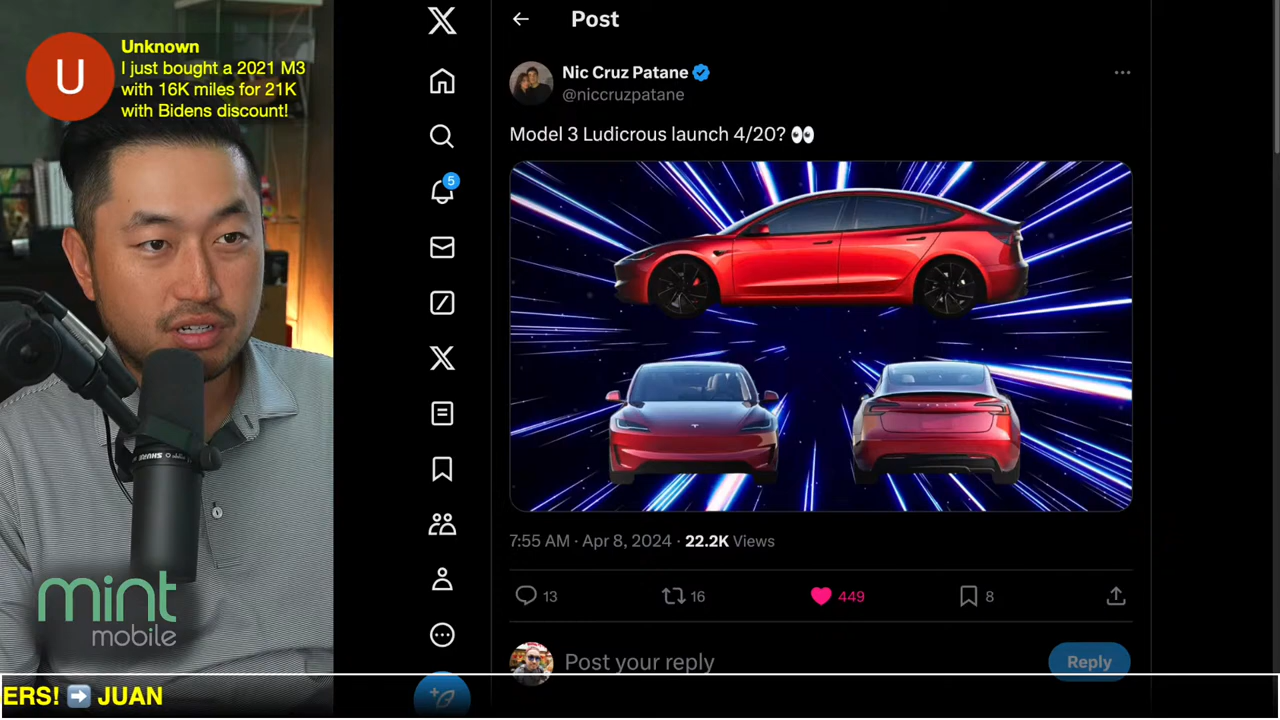 Unknown
I just bought a 2021 M3
with 16K miles for 21K
with Bidens discount!
U
Post
Nic Cruz Patane
@niccruzpatane
Model 3 Ludicrous launch 4/20? 👀
5
7:55 AM · Apr 8, 2024 · 22.2K Views
13
16
449
8
Post your reply
Reply
SHURE
mint
mobile
ERS! ➡️ JUAN